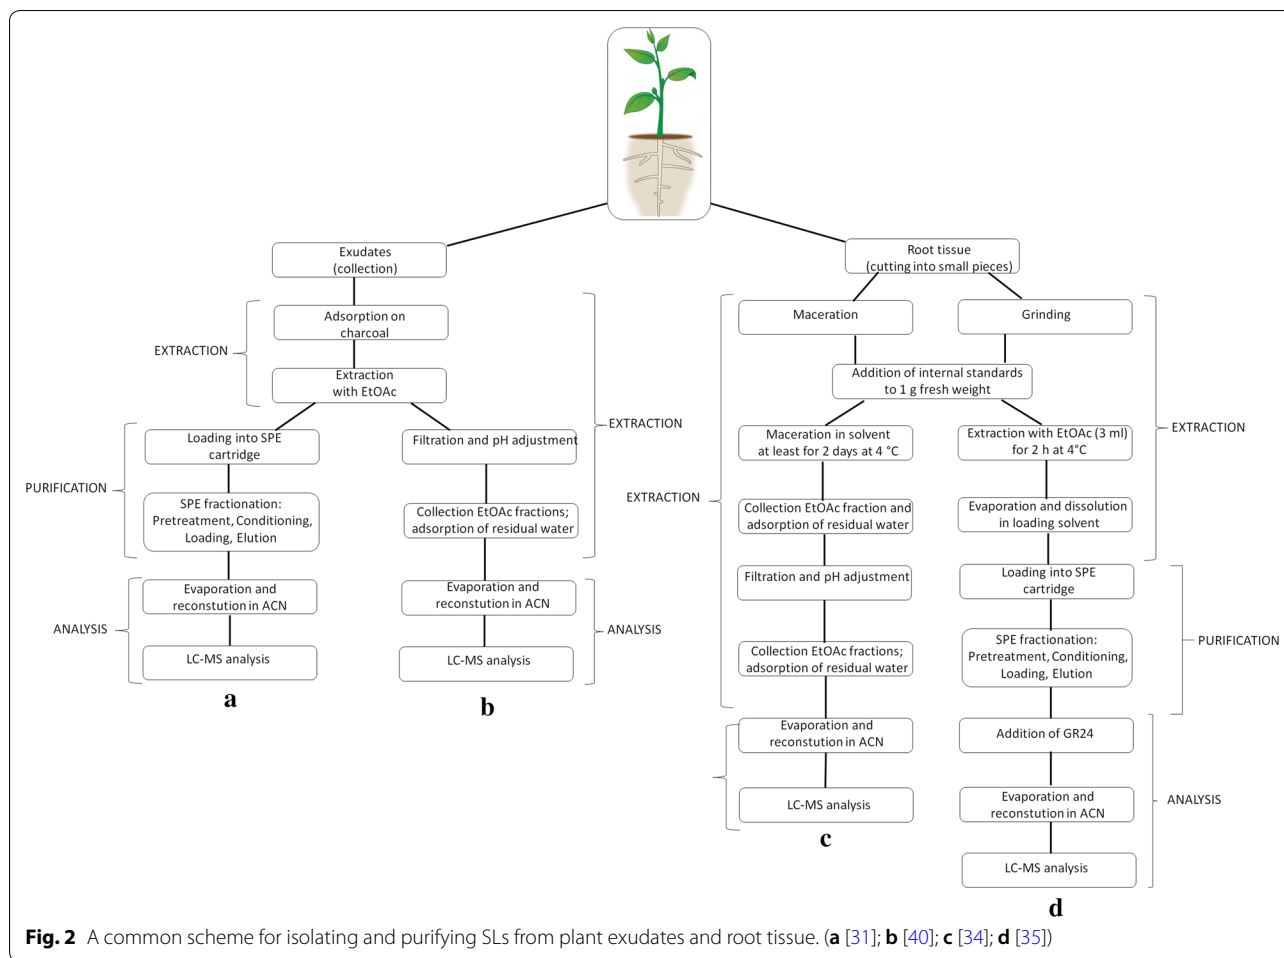 Exudates
(collection)
Adsorption on
charcoal
EXTRACTION
Extraction
with EtOAc
Loading into SPE
cartridge
PURIFICATION
SPE fractionation:
Pretreatment, Conditioning,
Loading, Elution
Evaporation and
reconstution in ACN
ANALYSIS
LC-MS analysis
a
Filtration and pH adjustment
EXTRACTION
Collection EtOAc fractions;
adsorption of residual water
Evaporation and
reconstution in ACN
ANALYSIS
LC-MS analysis
b
Root tissue
(cutting into small pieces)
Maceration
Grinding
Addition of internal standards
to 1 g fresh weight
Maceration in solvent
at least for 2 days at 4 °C
EXTRACTION
Collection EtOAc fraction and
adsorption of residual water
Filtration and pH adjustment
Collection EtOAc fractions;
adsorption of residual water
Evaporation and
reconstution in ACN
LC-MS analysis
c
Extraction with EtOAc (3 ml)
for 2 h at 4°C
EXTRACTION
Evaporation and dissolution
in loading solvent
Loading into SPE
cartridge
SPE fractionation:
Pretreatment, Conditioning,
Loading, Elution
PURIFICATION
Addition of GR24
Evaporation and
reconstution in ACN
ANALYSIS
LC-MS analysis
d
Fig. 2 A common scheme for isolating and purifying SLs from plant exudates and root tissue. (a [31]; b [40]; c [34]; d [35])